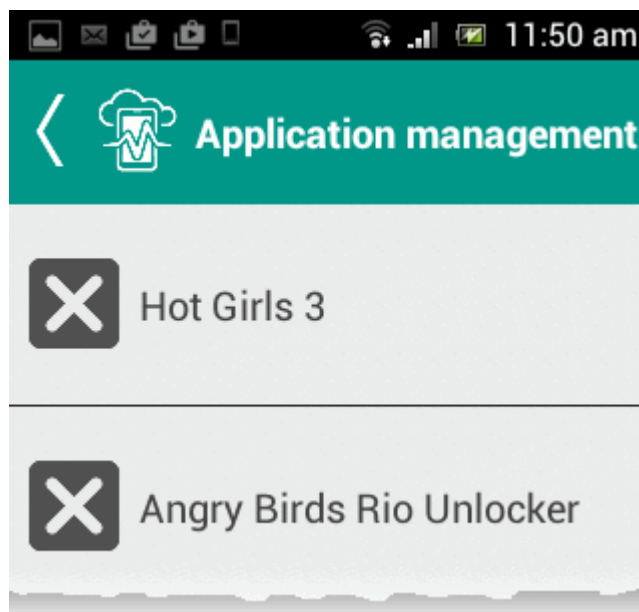 11:50 am
Application management
Hot Girls 3
Angry Birds Rio Unlocker